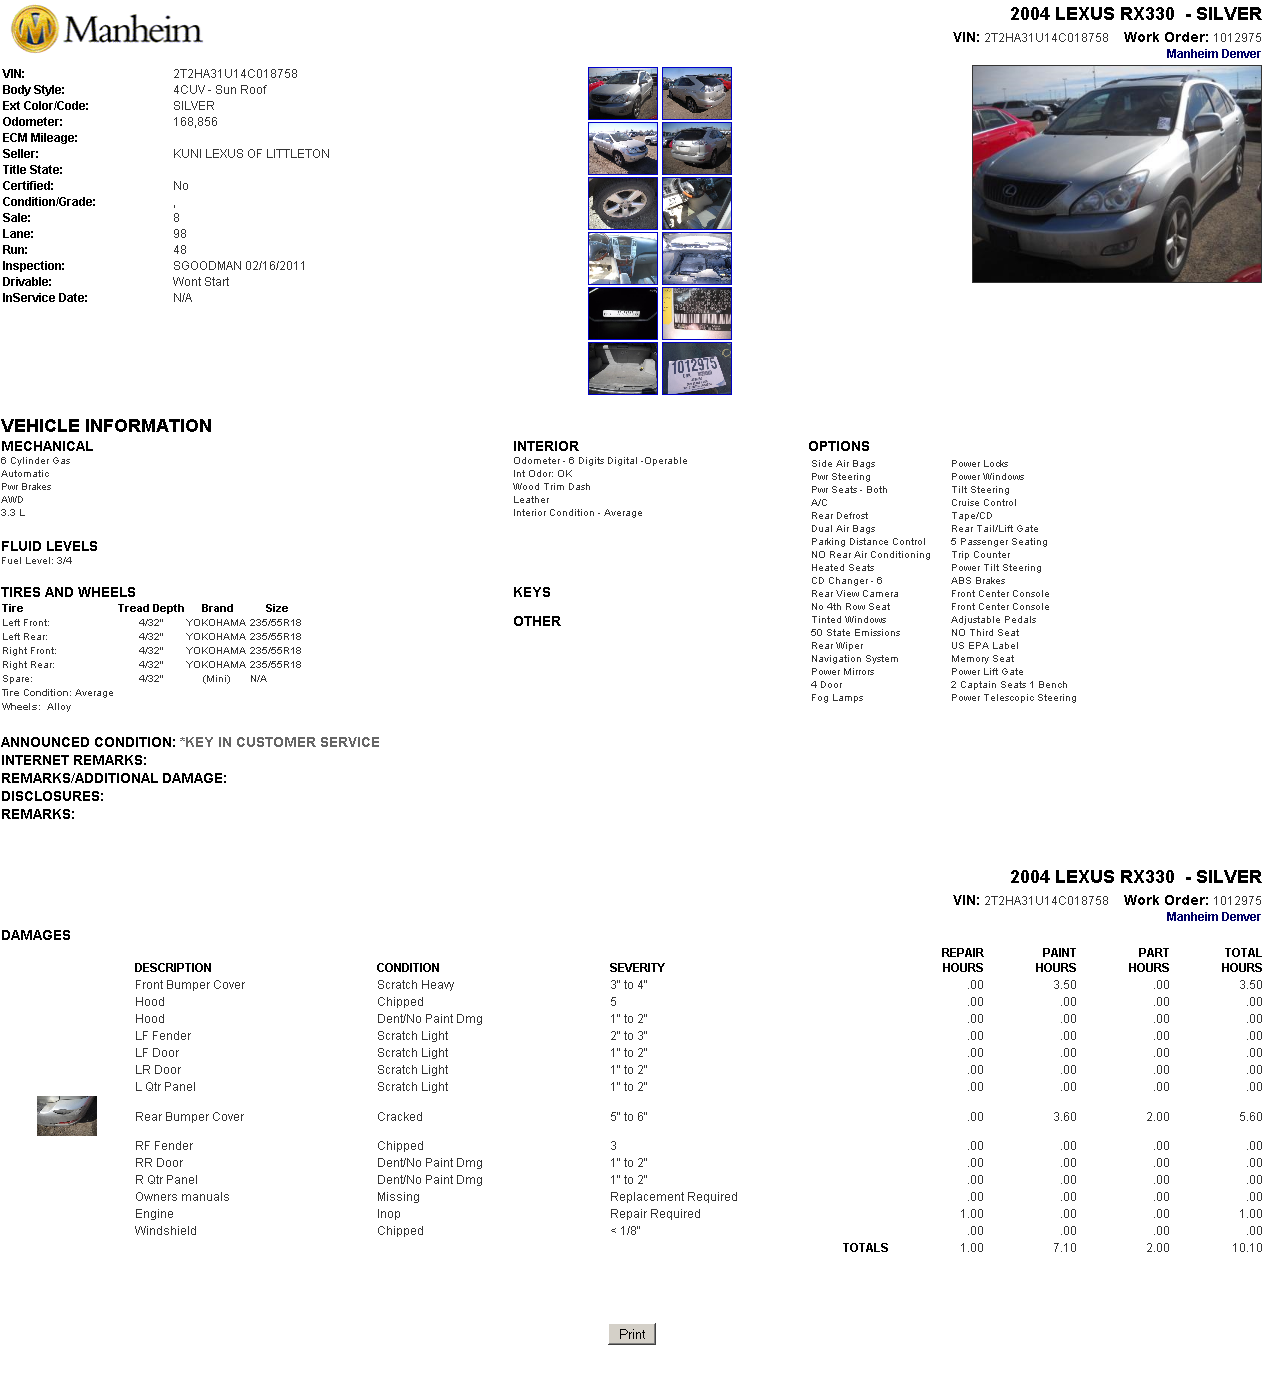 Manheim
2004 LEXUS RX330 - SILVER
VIN: 2T2HA31U14C018758 Work Order: 1012975
Manheim Denver
VIN: 2T2HA31U14C018758
Body Style: 4CUV - Sun Roof
Ext Color/Code: SILVER
Odometer: 168,856
ECM Mileage:
Seller: KUNI LEXUS OF LITTLETON
Title State:
Certified: No
Condition/Grade: ,
Sale: 8
Lane: 98
Run: 48
Inspection: SGOODMAN 02/16/2011
Drivable: Wont Start
InService Date: N/A
1012975
VEHICLE INFORMATION
MECHANICAL
6 Cylinder Gas
Automatic
Pwr Brakes
AWD
3.3 L
FLUID LEVELS
Fuel Level: 3/4
INTERIOR
Odometer - 6 Digits Digital -Operable
Int Odor: OK
Wood Trim Dash
Leather
Interior Condition - Average
OPTIONS
Side Air Bags Power Locks
Pwr Steering Power Windows
Pwr Seats - Both Tilt Steering
A/C Cruise Control
Rear Defrost Tape/CD
Dual Air Bags Rear Tail/Lift Gate
Parking Distance Control 5 Passenger Seating
NO Rear Air Conditioning Trip Counter
Heated Seats Power Tilt Steering
CD Changer - 6 ABS Brakes
Rear View Camera Front Center Console
No 4th Row Seat Front Center Console
Tinted Windows Adjustable Pedals
50 State Emissions NO Third Seat
Rear Wiper US EPA Label
Navigation System Memory Seat
Power Mirrors Power Lift Gate
4 Door 2 Captain Seats 1 Bench
Fog Lamps Power Telescopic Steering
TIRES AND WHEELS
Tire Tread Depth Brand Size
Left Front: 4/32" YOKOHAMA 235/55R18
Left Rear: 4/32" YOKOHAMA 235/55R18
Right Front: 4/32" YOKOHAMA 235/55R18
Right Rear: 4/32" YOKOHAMA 235/55R18
Spare: 4/32" (Mini) N/A
Tire Condition: Average
Wheels: Alloy
KEYS
OTHER
ANNOUNCED CONDITION: *KEY IN CUSTOMER SERVICE
INTERNET REMARKS:
REMARKS/ADDITIONAL DAMAGE:
DISCLOSURES:
REMARKS:
2004 LEXUS RX330 - SILVER
VIN: 2T2HA31U14C018758 Work Order: 1012975
Manheim Denver
DAMAGES
DESCRIPTION CONDITION SEVERITY REPAIR HOURS PAINT HOURS PART HOURS TOTAL HOURS
Front Bumper Cover Scratch Heavy 3" to 4" .00 3.50 .00 3.50
Hood Chipped 5 .00 .00 .00 .00
Hood Dent/No Paint Dmg 1" to 2" .00 .00 .00 .00
LF Fender Scratch Light 2" to 3" .00 .00 .00 .00
LF Door Scratch Light 1" to 2" .00 .00 .00 .00
LR Door Scratch Light 1" to 2" .00 .00 .00 .00
L Qtr Panel Scratch Light 1" to 2" .00 .00 .00 .00
Rear Bumper Cover Cracked 5" to 6" .00 3.60 2.00 5.60
RF Fender Chipped 3 .00 .00 .00 .00
RR Door Dent/No Paint Dmg 1" to 2" .00 .00 .00 .00
R Qtr Panel Dent/No Paint Dmg 1" to 2" .00 .00 .00 .00
Owners manuals Missing Replacement Required .00 .00 .00 .00
Engine Inop Repair Required 1.00 .00 .00 1.00
Windshield Chipped < 1/8" .00 .00 .00 .00
TOTALS 1.00 7.10 2.00 10.10
Print